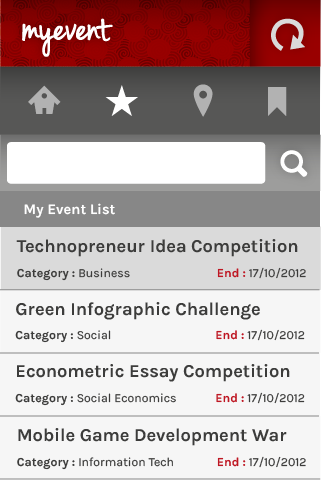 myevent
My Event List
Technopreneur Idea Competition
Category : Business End : 17/10/2012
Green Infographic Challenge
Category : Social End : 17/10/2012
Econometric Essay Competition
Category : Social Economics End : 17/10/2012
Mobile Game Development War
Category : Information Tech End : 17/10/2012